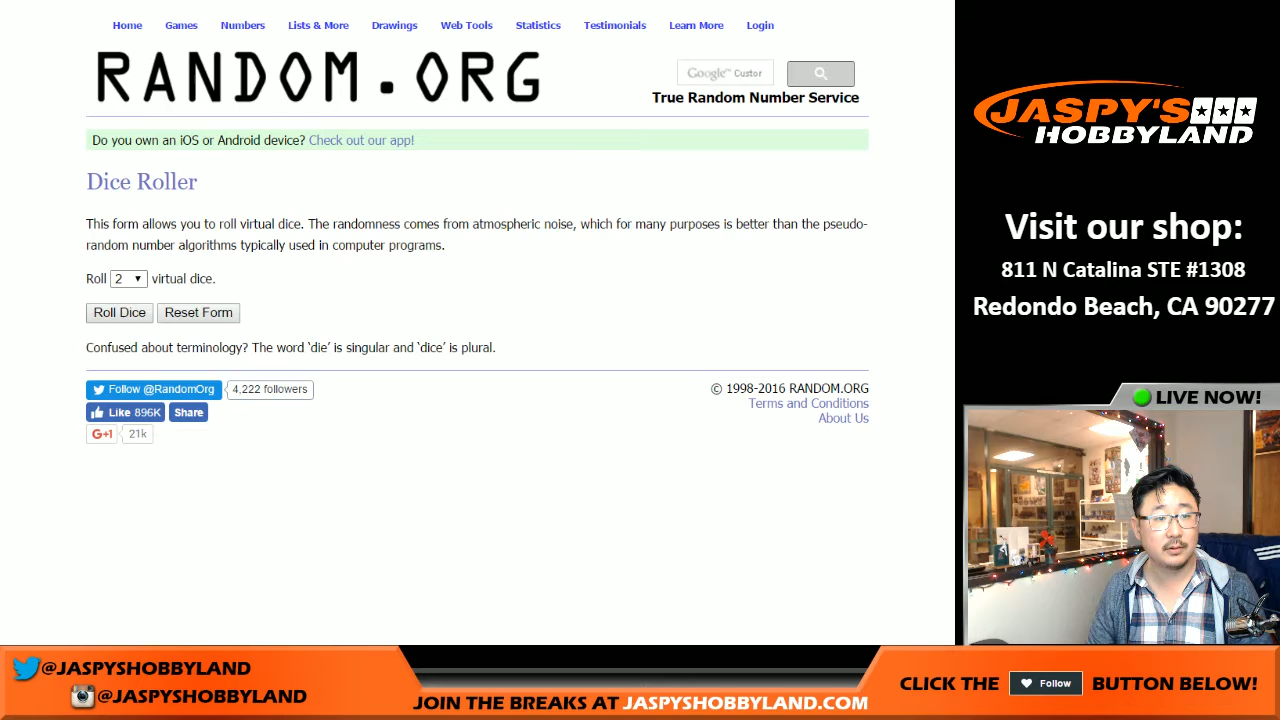 Home Games Numbers Lists & More Drawings Web Tools Statistics Testimonials Learn More Login
RANDOM.ORG
Google™ Custor
True Random Number Service
Do you own an iOS or Android device? Check out our app!
Dice Roller
This form allows you to roll virtual dice. The randomness comes from atmospheric noise, which for many purposes is better than the pseudo-
random number algorithms typically used in computer programs.
Roll 2 virtual dice.
Roll Dice Reset Form
Confused about terminology? The word ‘die’ is singular and ‘dice’ is plural.
Follow @RandomOrg 4,222 followers
Like 896K Share
G+1 21k
© 1998-2016 RANDOM.ORG
Terms and Conditions
About Us
JASPY'S
HOBBYLAND
Visit our shop:
811 N Catalina STE #1308
Redondo Beach, CA 90277
LIVE NOW!
@JASPYSHOBBYLAND
@JASPYSHOBBYLAND
JOIN THE BREAKS AT JASPYSHOBBYLAND.COM
CLICK THE Follow BUTTON BELOW!